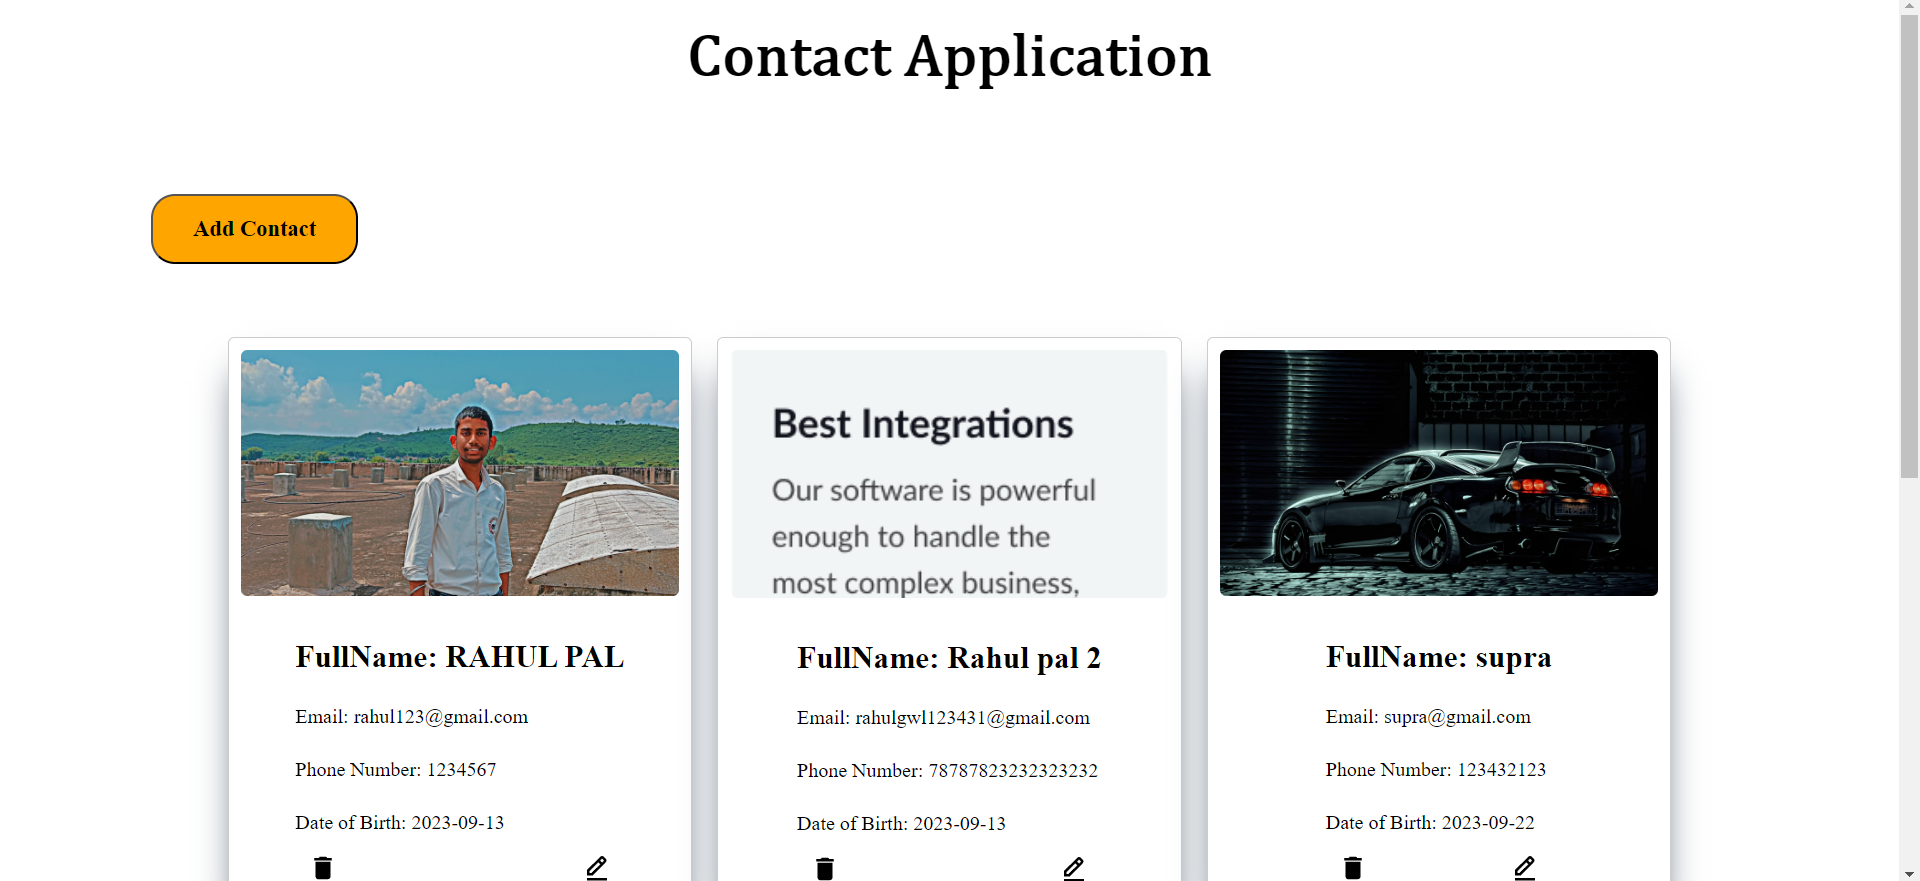 Contact Application
Add Contact
Best Integrations
Our software is powerful
enough to handle the
most complex business,
FullName: RAHUL PAL
Email: rahul123@gmail.com
Phone Number: 1234567
Date of Birth: 2023-09-13
FullName: Rahul pal 2
Email: rahulgwl123431@gmail.com
Phone Number: 78787823232323232
Date of Birth: 2023-09-13
FullName: supra
Email: supra@gmail.com
Phone Number: 123432123
Date of Birth: 2023-09-22